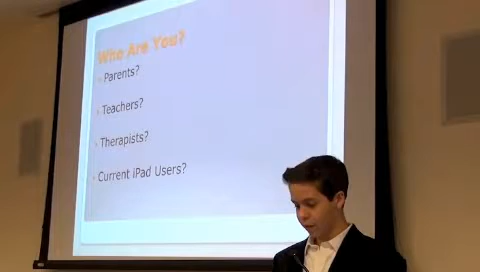 Who Are You?
Parents?
Teachers?
Therapists?
Current iPad Users?